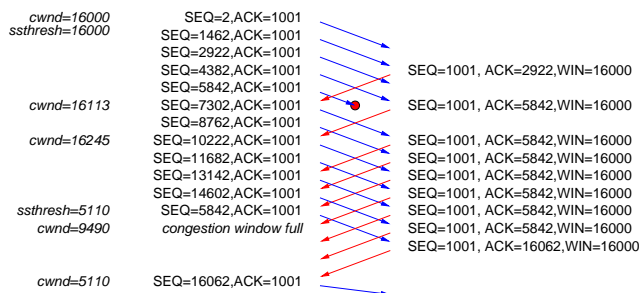 cwnd=16000 SEQ=2,ACK=1001
ssthresh=16000
SEQ=1462,ACK=1001
SEQ=2922,ACK=1001
SEQ=4382,ACK=1001 SEQ=1001, ACK=2922,WIN=16000
SEQ=5842,ACK=1001
cwnd=16113 SEQ=7302,ACK=1001 SEQ=1001, ACK=5842,WIN=16000
SEQ=8762,ACK=1001
cwnd=16245 SEQ=10222,ACK=1001 SEQ=1001, ACK=5842,WIN=16000
SEQ=11682,ACK=1001 SEQ=1001, ACK=5842,WIN=16000
SEQ=13142,ACK=1001 SEQ=1001, ACK=5842,WIN=16000
SEQ=14602,ACK=1001 SEQ=1001, ACK=5842,WIN=16000
ssthresh=5110 SEQ=5842,ACK=1001 SEQ=1001, ACK=5842,WIN=16000
cwnd=9490 congestion window full SEQ=1001, ACK=5842,WIN=16000
SEQ=1001, ACK=16062,WIN=16000
cwnd=5110 SEQ=16062,ACK=1001